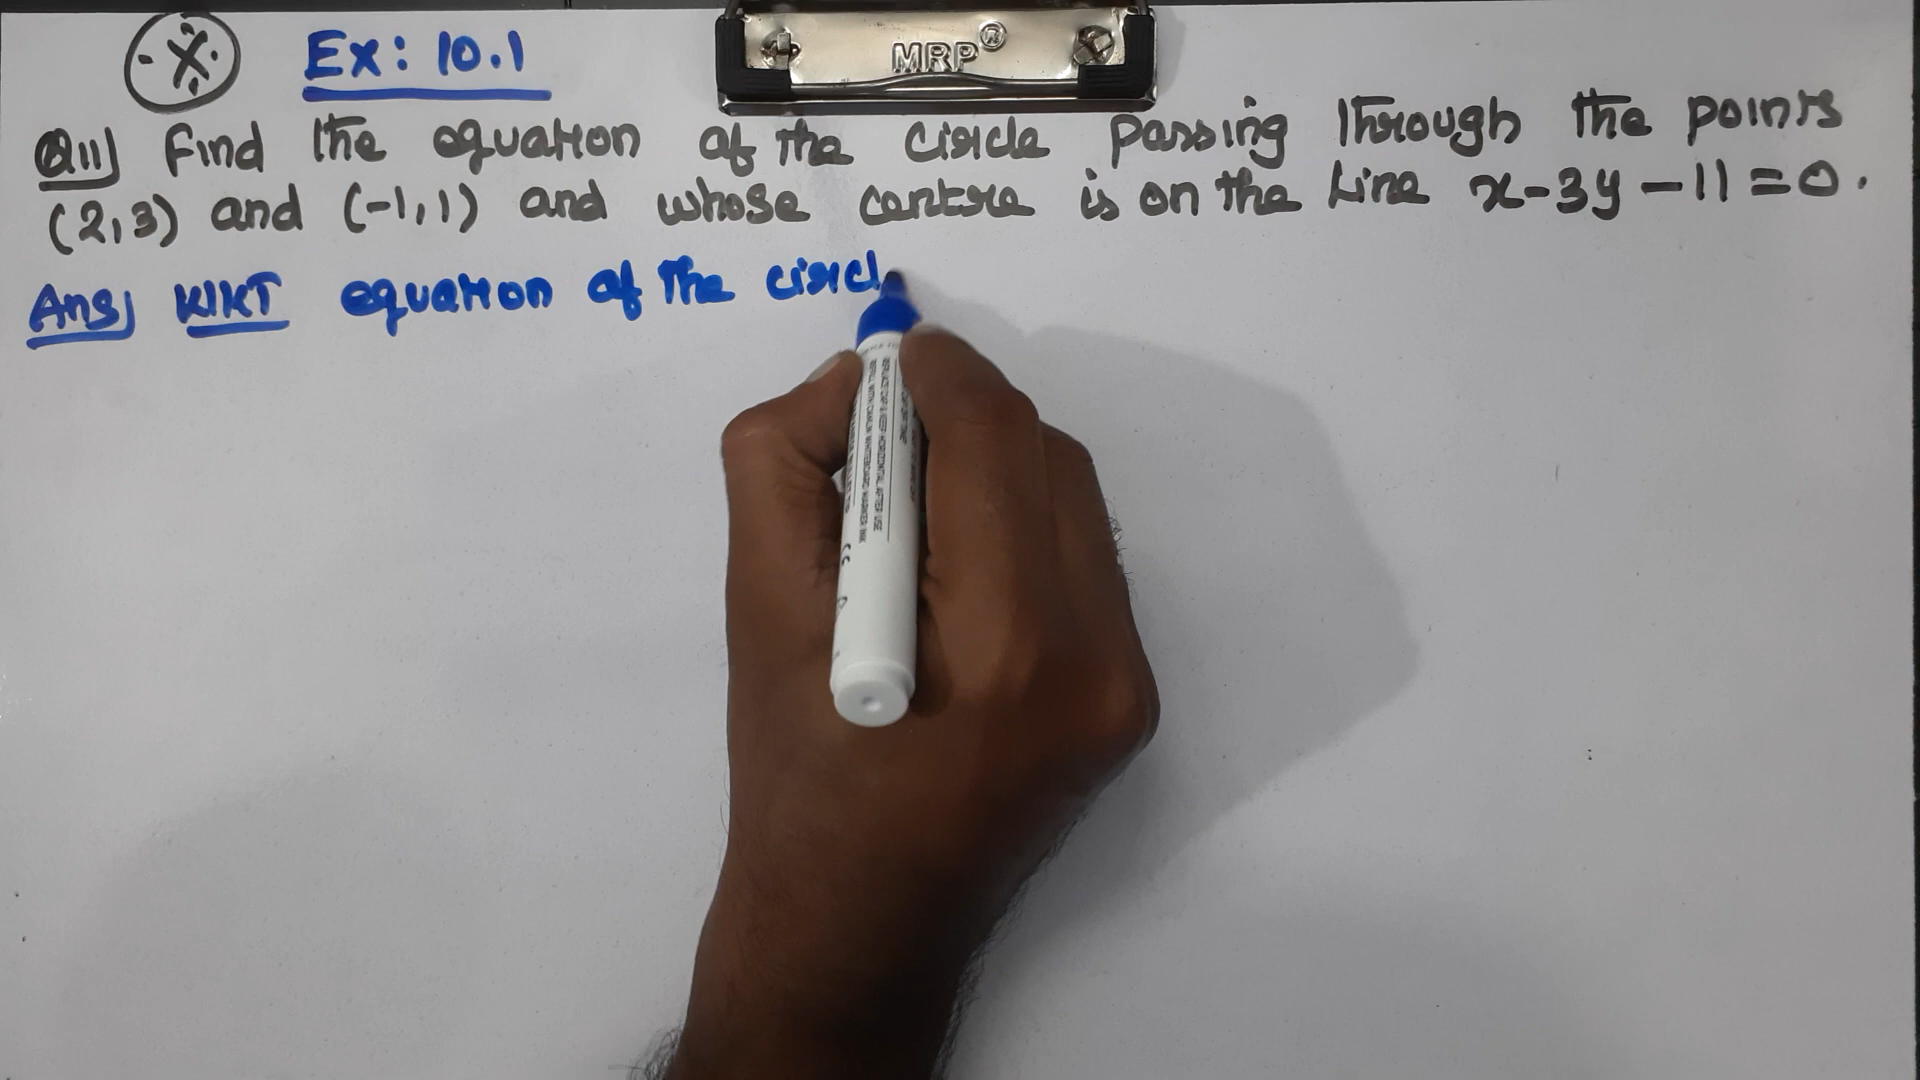 MRP®
Ex: 10.1
Q11) Find the equation of the circle passing through the points
(2,3) and (-1,1) and whose centre is on the line x-3y-11=0.
Ans) WKT equation of the circl
CE